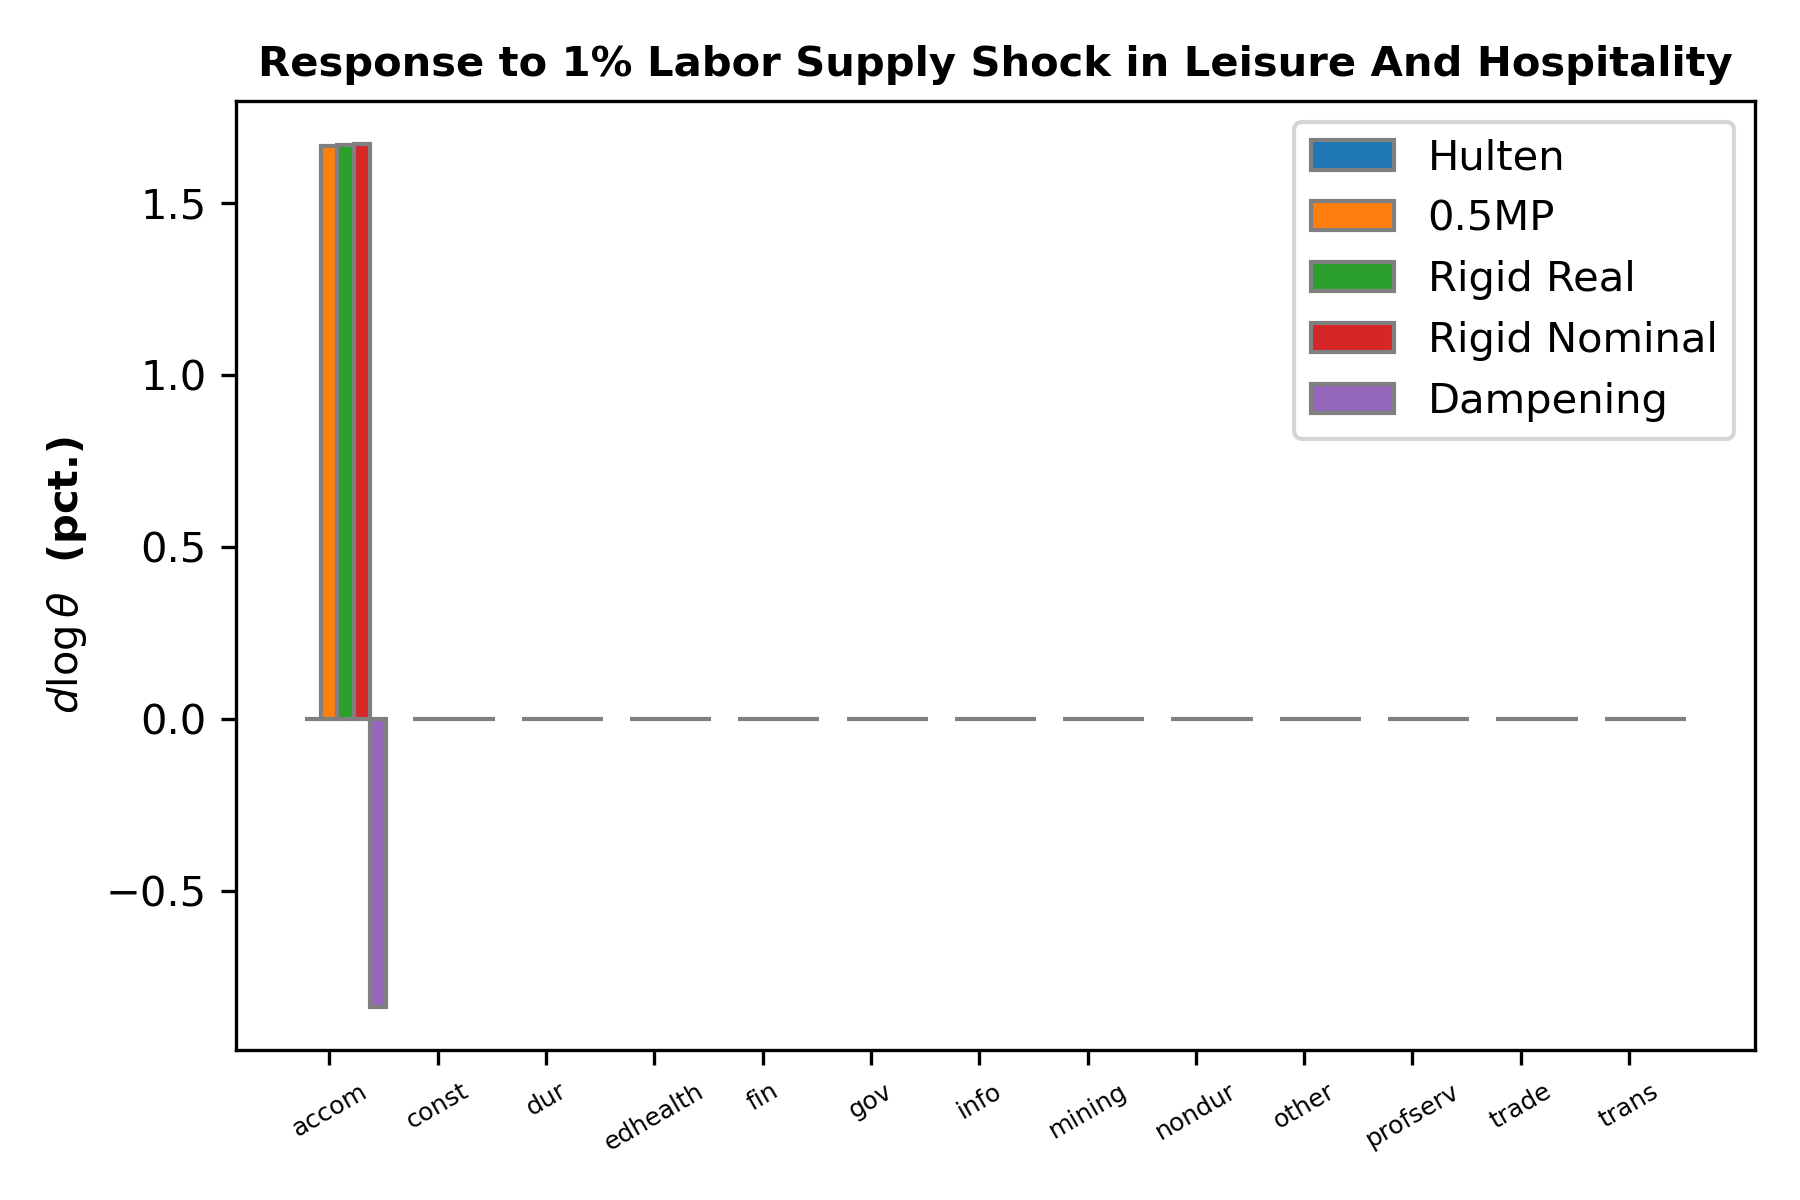 Response to 1% Labor Supply Shock in Leisure And Hospitality
Hulten
0.5MP
Rigid Real
Rigid Nominal
Dampening
1.5
1.0
0.5
0.0
−0.5
d log θ (pct.)
accom const dur edhealth fin gov info mining nondur other profserv trade trans